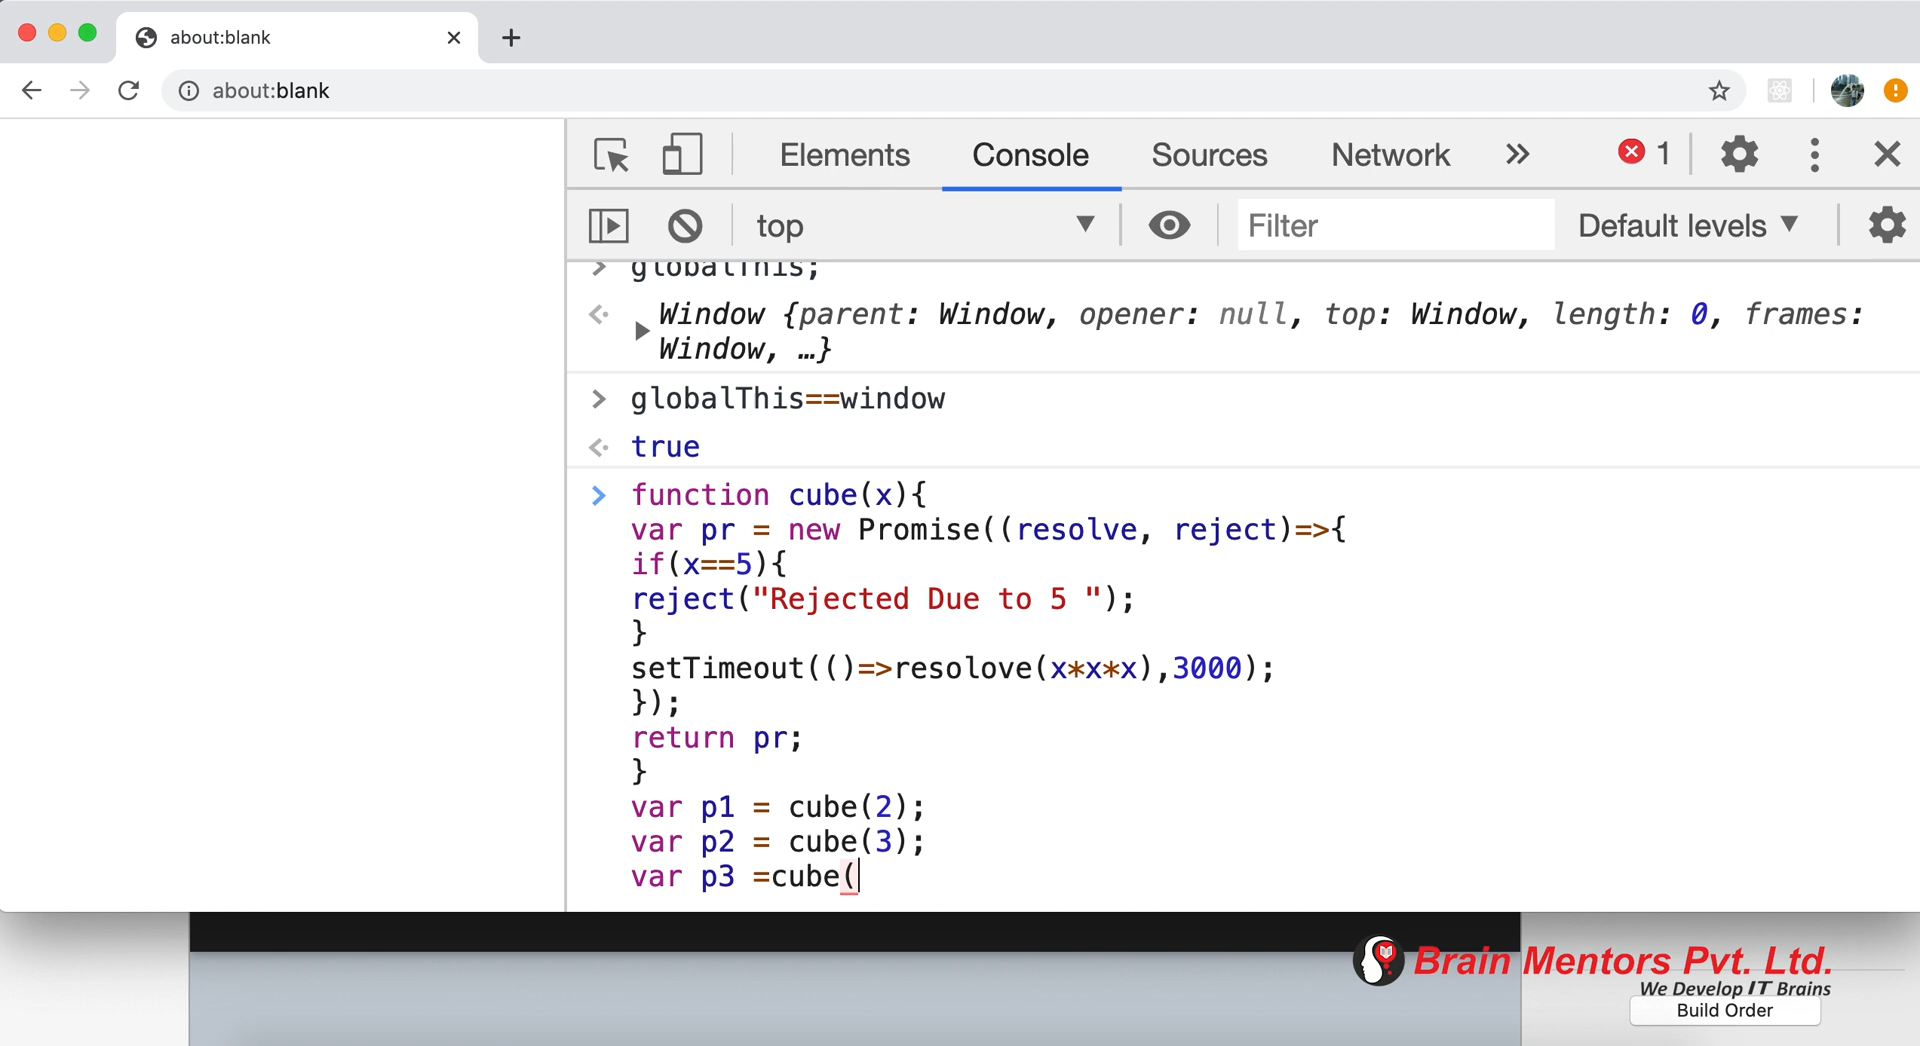 about:blank
about:blank
Elements Console Sources Network » 1
top Filter Default levels
globalThis;
Window {parent: Window, opener: null, top: Window, length: 0, frames:
Window, …}
globalThis==window
true
function cube(x){
var pr = new Promise((resolve, reject)=>{
if(x==5){
reject("Rejected Due to 5 ");
}
setTimeout(()=>resolove(x*x*x),3000);
});
return pr;
}
var p1 = cube(2);
var p2 = cube(3);
var p3 =cube(
Brain Mentors Pvt. Ltd.
We Develop IT Brains
Build Order